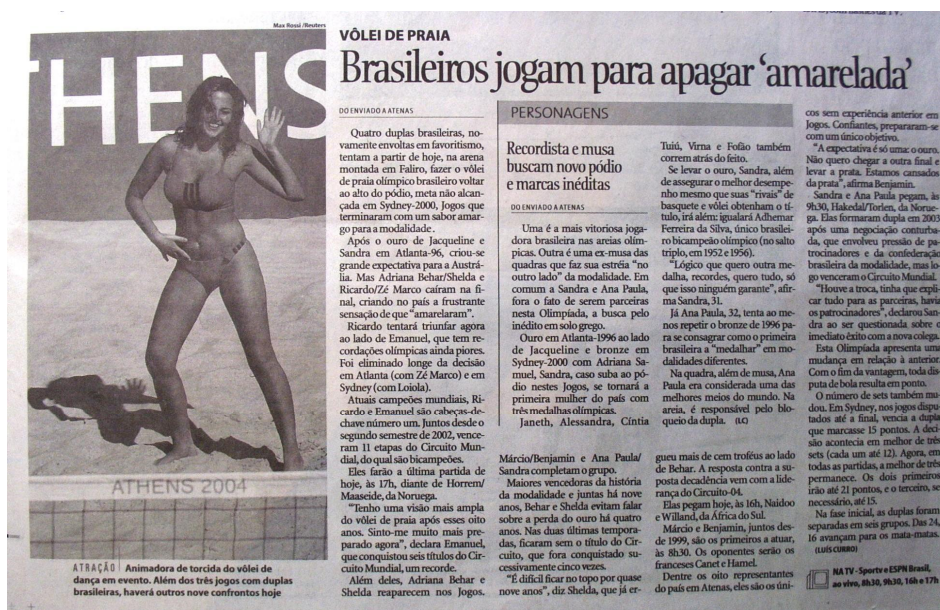 Max Rossi /Reuters
THENS
ATHENS 2004
ATRAÇÃO | Animadora de torcida do vôlei de
dança em evento. Além dos três jogos com duplas
brasileiras, haverá outros nove confrontos hoje
VÔLEI DE PRAIA
Brasileiros jogam para apagar ‘amarelada’
DO ENVIADO A ATENAS
Quatro duplas brasileiras, no-
vamente envoltas em favoritismo,
tentam a partir de hoje, na arena
montada em Faliro, fazer o vôlei
de praia olímpico brasileiro voltar
ao alto do pódio, meta não alcan-
çada em Sydney-2000, Jogos que
terminaram com um sabor amar-
go para a modalidade.
Após o ouro de Jacqueline e
Sandra em Atlanta-96, criou-se
grande expectativa para a Austrá-
lia. Mas Adriana Behar/Shelda e
Ricardo/Zé Marco caíram na fi-
nal, criando no país a frustrante
sensação de que “amarelaram”.
Ricardo tentará triunfar agora
ao lado de Emanuel, que tem re-
cordações olímpicas ainda piores.
Foi eliminado longe da decisão
em Atlanta (com Zé Marco) e em
Sydney (com Loiola).
Atuais campeões mundiais, Ri-
cardo e Emanuel são cabeças-de-
chave número um. Juntos desde o
segundo semestre de 2002, vence-
ram 11 etapas do Circuito Mun-
dial, do qual são bicampeões.
Eles farão a última partida de
hoje, às 17h, diante de Horrem/
Maaseide, da Noruega.
“Tenho uma visão mais ampla
do vôlei de praia após esses oito
anos. Sinto-me muito mais pre-
parado agora”, declara Emanuel,
que conquistou seis títulos do Cir-
cuito Mundial, um recorde.
Além deles, Adriana Behar e
Shelda reaparecem nos Jogos.
Márcio/Benjamin e Ana Paula/
Sandra completam o grupo.
Maiores vencedoras da história
da modalidade e juntas há nove
anos, Behar e Shelda evitam falar
sobre a perda do ouro há quatro
anos. Nas duas últimas tempora-
das, ficaram sem o título do Cir-
cuito, que fora conquistado su-
cessivamente cinco vezes.
“É difícil ficar no topo por quase
nove anos”, diz Shelda, que já er-
gueu mais de cem troféus ao lado
de Behar. A resposta contra a su-
posta decadência vem com a lide-
rança do Circuito-04.
Elas pegam hoje, às 16h, Naidoo
e Willand, da África do Sul.
Márcio e Benjamin, juntos des-
de 1999, são os primeiros a atuar,
às 8h30. Os oponentes serão os
franceses Canet e Hamel.
Dentre os oito representantes
do país em Atenas, eles são os úni-
cos sem experiência anterior em
Jogos. Confiantes, prepararam-se
com um único objetivo.
“A expectativa é só uma: o ouro.
Não quero chegar a outra final e
levar a prata. Estamos cansados
da prata”, afirma Benjamin.
Sandra e Ana Paula pegam, às
9h30, Hakedal/Torlen, da Norue-
ga. Elas formaram dupla em 2003
após uma negociação conturba-
da, que envolveu pressão de pa-
trocinadores e da confederação
brasileira da modalidade, mas lo-
go venceram o Circuito Mundial.
“Houve a troca, tinha que expli-
car tudo para as parceiras, havia
os patrocinadores”, declarou San-
dra ao ser questionada sobre o
imediato êxito com a nova colega.
Esta Olimpíada apresenta uma
mudança em relação à anterior.
Com o fim da vantagem, toda dis-
puta de bola resulta em ponto.
O número de sets também mu-
dou. Em Sydney, nos jogos dispu-
tados até a final, vencia a dupla
que marcasse 15 pontos. A deci-
são acontecia em melhor de três
sets (cada um até 12). Agora, em
todas as partidas, a melhor de três
permanece. Os dois primeiros
irão até 21 pontos, e o terceiro, se
necessário, até 15.
Na fase inicial, as duplas foram
separadas em seis grupos. Das 24,
16 avançam para os mata-matas.
(LUÍS CURRO)
NA TV - Sportv e ESPN Brasil,
ao vivo, 8h30, 9h30, 16h e 17h
PERSONAGENS
Recordista e musa
buscam novo pódio
e marcas inéditas
DO ENVIADO A ATENAS
Uma é a mais vitoriosa joga-
dora brasileira nas areias olím-
picas. Outra é uma ex-musa das
quadras que faz sua estréia “no
outro lado” da modalidade. Em
comum a Sandra e Ana Paula,
fora o fato de serem parceiras
nesta Olimpíada, a busca pelo
inédito em solo grego.
Ouro em Atlanta-1996 ao lado
de Jacqueline e bronze em
Sydney-2000 com Adriana Sa-
muel, Sandra, caso suba ao pó-
dio nestes Jogos, se tornará a
primeira mulher do país com
três medalhas olímpicas.
Janeth, Alessandra, Cíntia
Tuiú, Virna e Fofão também
correm atrás do feito.
Se levar o ouro, Sandra, além
de assegurar o melhor desempe-
nho mesmo que suas “rivais” de
basquete e vôlei obtenham o tí-
tulo, irá além: igualará Adhemar
Ferreira da Silva, único brasilei-
ro bicampeão olímpico (no salto
triplo, em 1952 e 1956).
“Lógico que quero outra me-
dalha, recordes, quero tudo, só
que isso ninguém garante”, afir-
ma Sandra, 31.
Já Ana Paula, 32, tenta ao me-
nos repetir o bronze de 1996 pa-
ra se consagrar como a primeira
brasileira a “medalhar” em mo-
dalidades diferentes.
Na quadra, além de musa, Ana
Paula era considerada uma das
melhores meios do mundo. Na
areia, é responsável pelo blo-
queio da dupla. (LC)